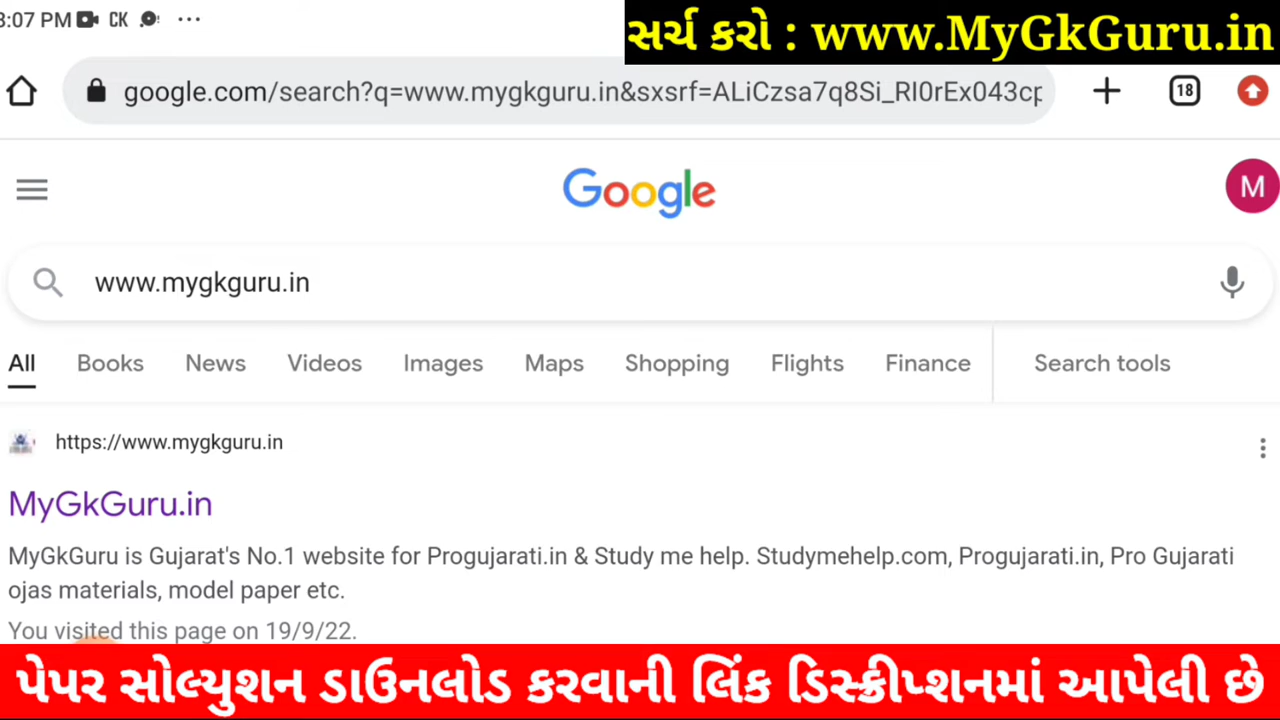 3:07 PM CK ...
સર્ચ કરો : www.MyGkGuru.in
google.com/search?q=www.mygkguru.in&sxsrf=ALiCzsa7q8Si_RI0rEx043cp
18
Google
M
www.mygkguru.in
All Books News Videos Images Maps Shopping Flights Finance Search tools
https://www.mygkguru.in
MyGkGuru.in
MyGkGuru is Gujarat's No.1 website for Progujarati.in & Study me help. Studymehelp.com, Progujarati.in, Pro Gujarati
ojas materials, model paper etc.
You visited this page on 19/9/22.
પેપર સોલ્યુશન ડાઉનલોડ કરવાની લિંક ડિસ્ક્રીપ્શનમાં આપેલી છે